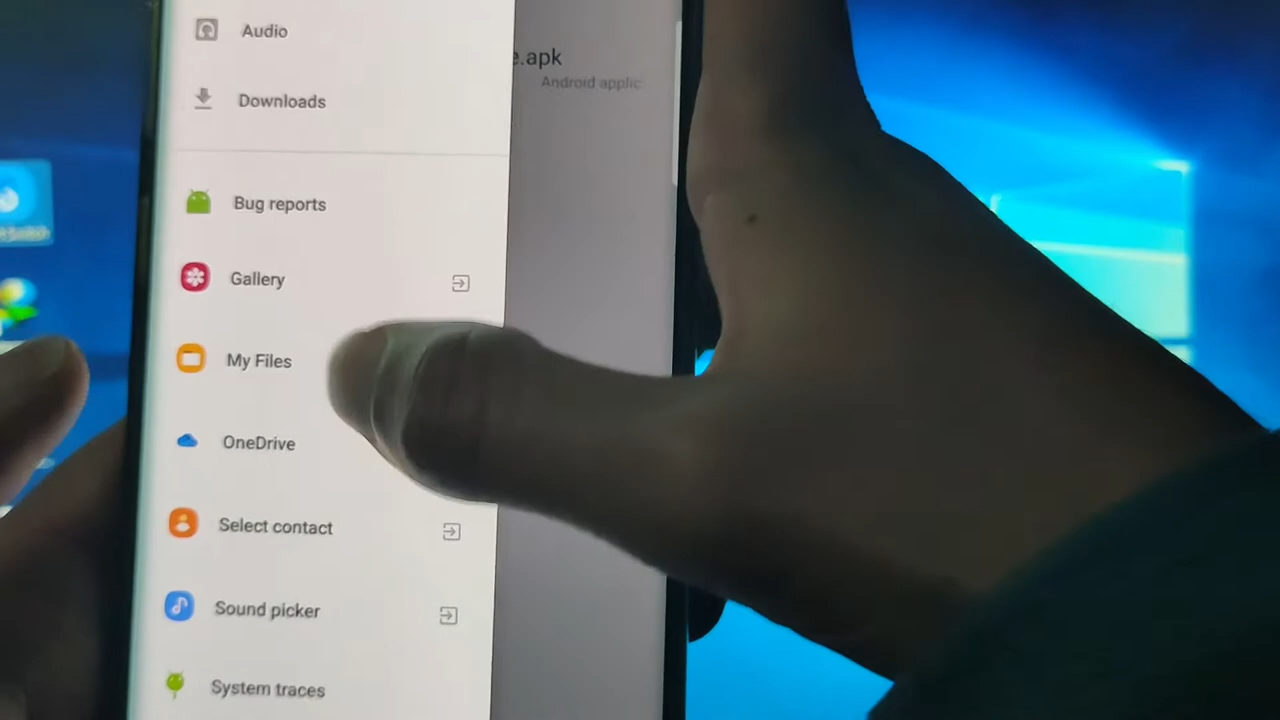 Audio
Downloads
Bug reports
Gallery
My Files
OneDrive
Select contact
Sound picker
System traces
e.apk
Android applic